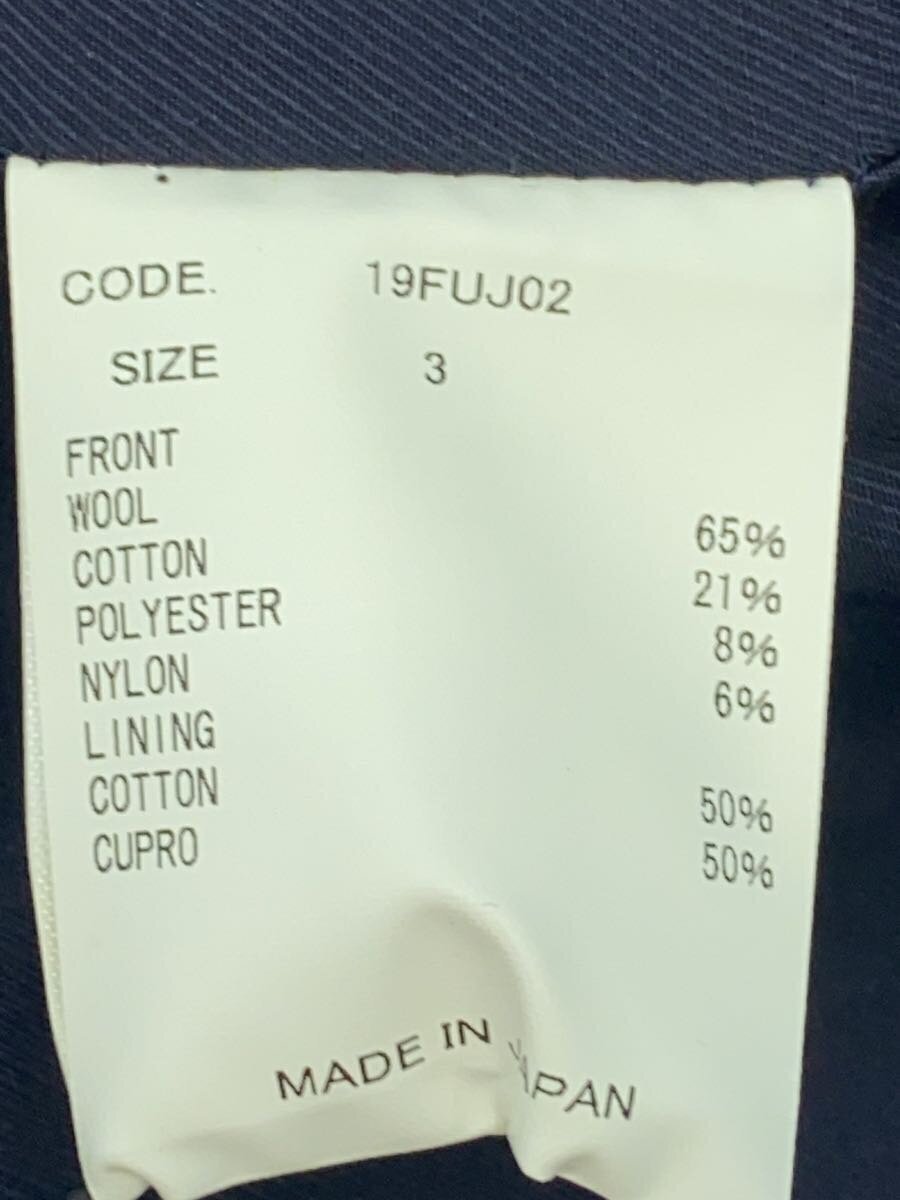 CODE. 19FUJ02
SIZE 3
FRONT
WOOL 65%
COTTON 21%
POLYESTER 8%
NYLON 6%
LINING
COTTON 50%
CUPRO 50%
MADE IN JAPAN